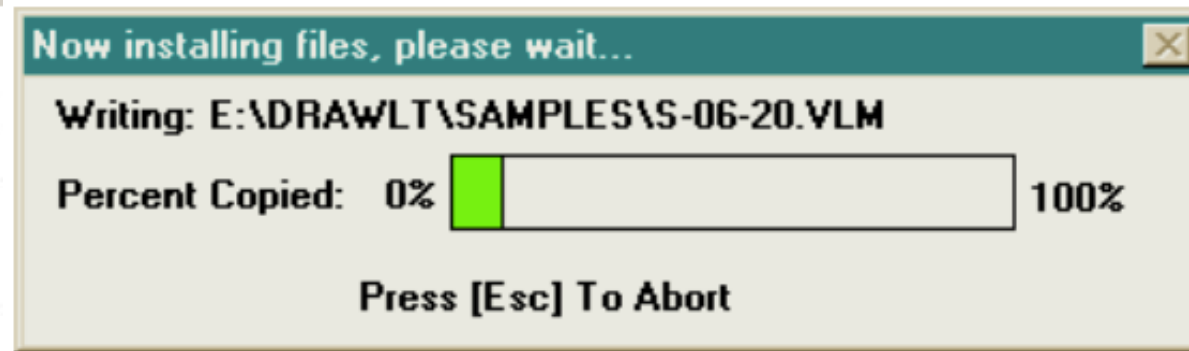 Now installing files, please wait...
Writing: E:\DRAWLT\SAMPLES\S-06-20.VLM
Percent Copied: 0% 100%
Press [Esc] To Abort